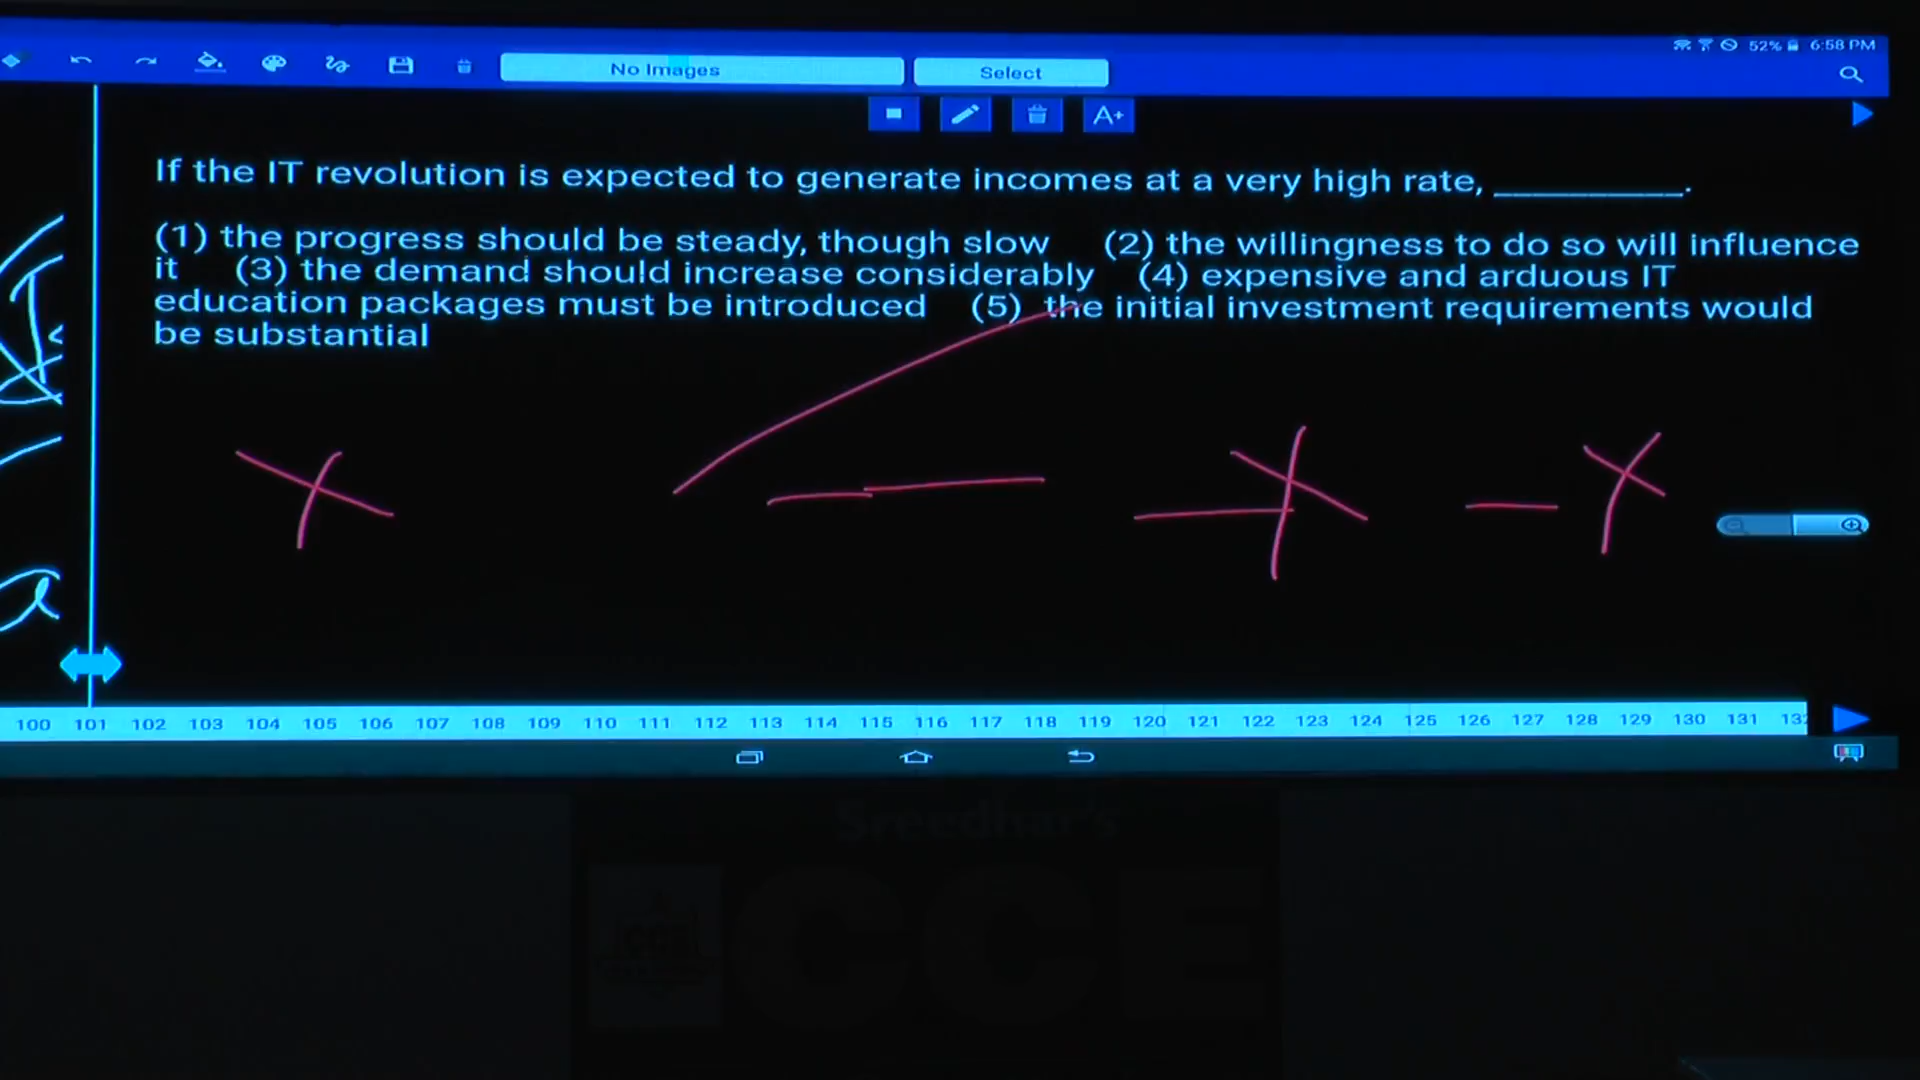 52% 6:58 PM
No Images Select
A+
If the IT revolution is expected to generate incomes at a very high rate, __________.
(1) the progress should be steady, though slow (2) the willingness to do so will influence
it (3) the demand should increase considerably (4) expensive and arduous IT
education packages must be introduced (5) the initial investment requirements would
be substantial
a
100 101 102 103 104 105 106 107 108 109 110 111 112 113 114 115 116 117 118 119 120 121 122 123 124 125 126 127 128 129 130 131 132
Sreedhar's
CCE